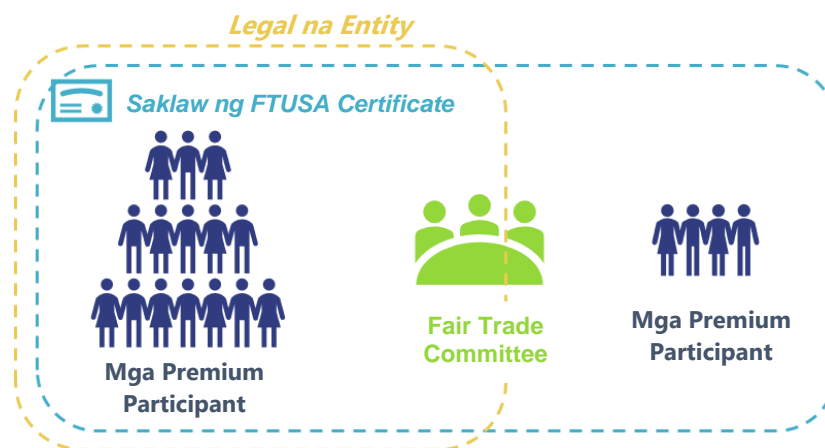 Legal na Entity
Saklaw ng FTUSA Certificate
Mga Premium
Participant
Fair Trade
Committee
Mga Premium
Participant